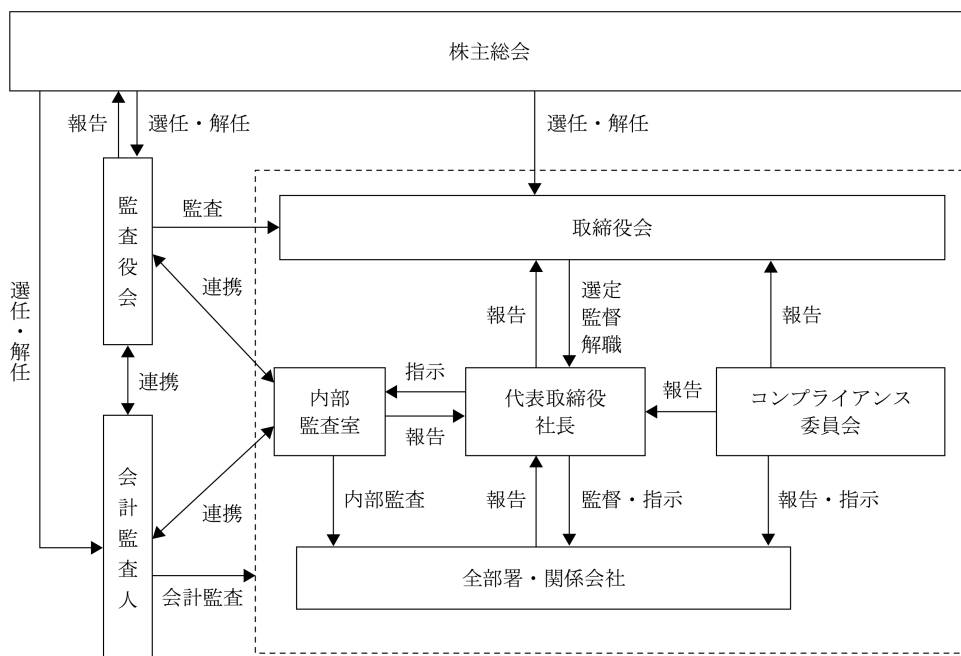 株主総会
報告
選任・解任
選任・解任
選任・解任
監査役会
監査
取締役会
連携
報告
選定
監督
解職
報告
連携
指示
内部
監査室
報告
代表取締役
社長
報告
コンプライアンス
委員会
会計監査人
連携
内部監査
報告
監督・指示
報告・指示
会計監査
全部署・関係会社